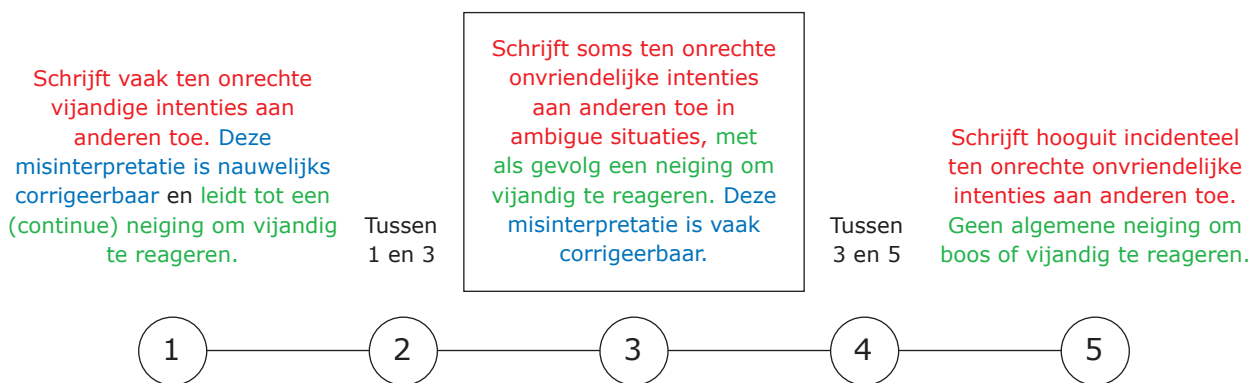 Schrijft vaak ten onrechte
vijandige intenties aan
anderen toe. Deze
misinterpretatie is nauwelijks
corrigeerbaar en leidt tot een
(continue) neiging om vijandig
te reageren.
Tussen
1 en 3
Schrijft soms ten onrechte
onvriendelijke intenties
aan anderen toe in
ambigue situaties, met
als gevolg een neiging om
vijandig te reageren. Deze
misinterpretatie is vaak
corrigeerbaar.
Tussen
3 en 5
Schrijft hooguit incidenteel
ten onrechte onvriendelijke
intenties aan anderen toe.
Geen algemene neiging om
boos of vijandig te reageren.
1 2 3 4 5